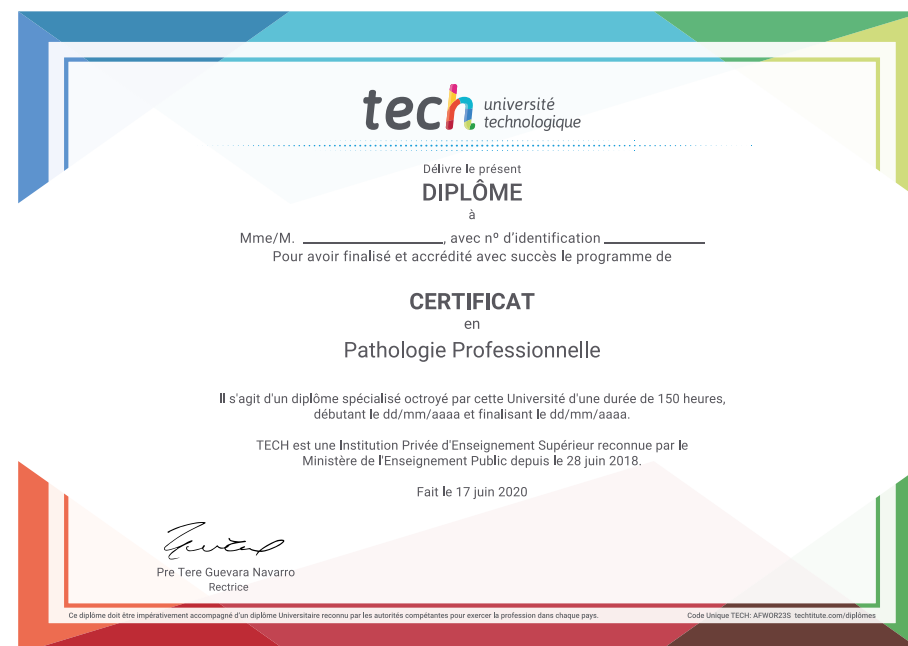 tech université
technologique
Délivre le présent
DIPLÔME
à
Mme/M. ____________________, avec nº d'identification ______________
Pour avoir finalisé et accrédité avec succès le programme de
CERTIFICAT
en
Pathologie Professionnelle
Il s'agit d'un diplôme spécialisé octroyé par cette Université d'une durée de 150 heures,
débutant le dd/mm/aaaa et finalisant le dd/mm/aaaa.
TECH est une Institution Privée d'Enseignement Supérieur reconnue par le
Ministère de l'Enseignement Public depuis le 28 juin 2018.
Fait le 17 juin 2020
Pre Tere Guevara Navarro
Rectrice
Ce diplôme doit être impérativement accompagné d'un diplôme Universitaire reconnu par les autorités compétantes pour exercer la profession dans chaque pays.
Code Unique TECH: AFWOR23S techtitute.com/diplômes